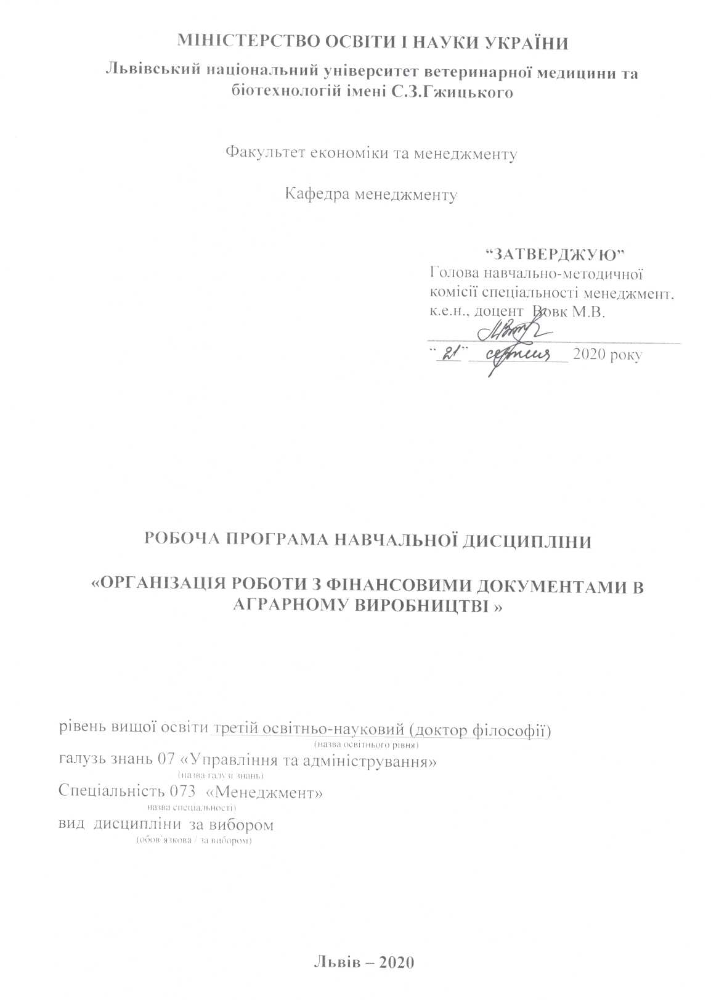 МІНІСТЕРСТВО ОСВІТИ І НАУКИ УКРАЇНИ
Львівський національний університет ветеринарної медицини та
біотехнологій імені С.З.Гжицького
Факультет економіки та менеджменту
Кафедра менеджменту
“ЗАТВЕРДЖУЮ”
Голова навчально-методичної
комісії спеціальності менеджмент.
к.е.н., доцент Вовк М.В.
“ 21 ” серпня 2020 року
РОБОЧА ПРОГРАМА НАВЧАЛЬНОЇ ДИСЦИПЛІНИ
«ОРГАНІЗАЦІЯ РОБОТИ З ФІНАНСОВИМИ ДОКУМЕНТАМИ В
АГРАРНОМУ ВИРОБНИЦТВІ »
рівень вищої освіти третій освітньо-науковий (доктор філософії)
(назва освітнього рівня)
галузь знань 07 «Управління та адміністрування»
(назва галузі знань)
Спеціальність 073 «Менеджмент»
назва спеціальності)
вид дисципліни за вибором
(обов’язкова / за вибором)
Львів – 2020